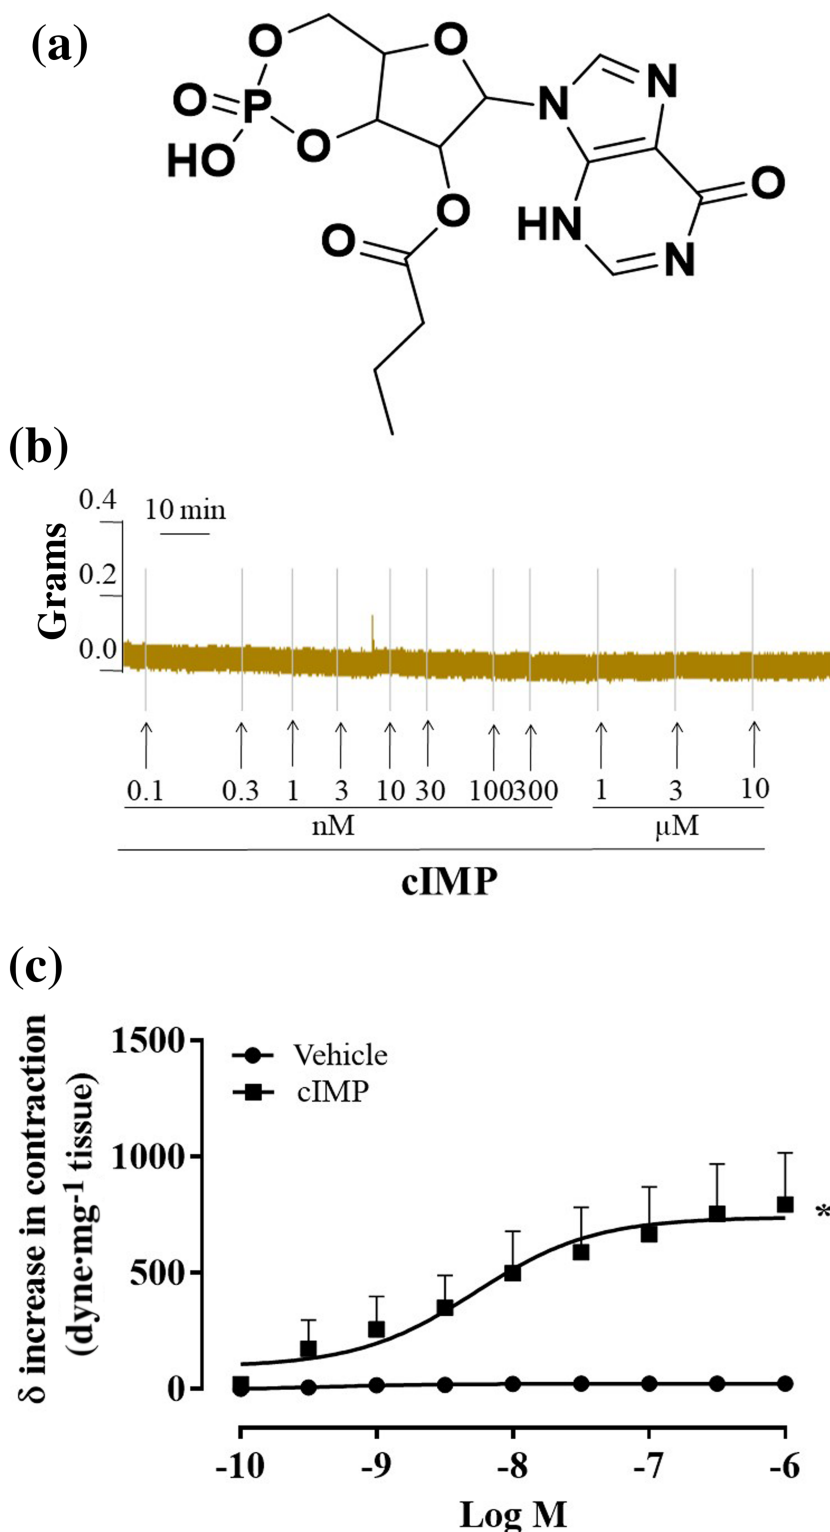 (a)
O
O
O
N
N
P
O
HO
O
O
O
HN
N
O
(b)
Grams
0.4
0.2
0.0
10 min
0.1 0.3 1 3 10 30 100 300 1 3 10
nM µM
cIMP
(c)
δ increase in contraction
(dyne·mg⁻¹ tissue)
1500
1000
500
0
Vehicle
cIMP
*
-10 -9 -8 -7 -6
Log M